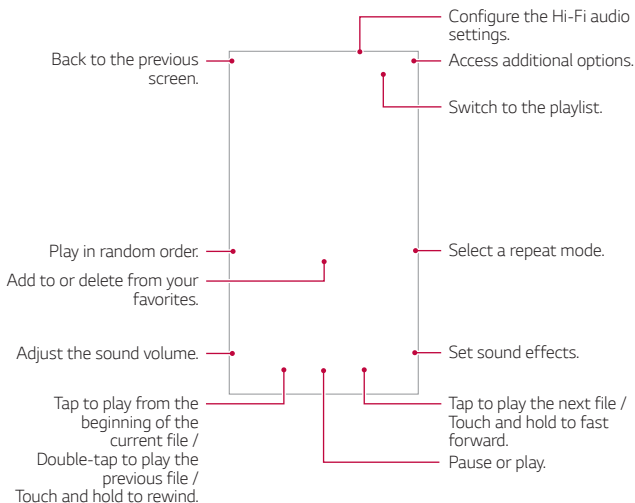 Configure the Hi-Fi audio
settings.
Back to the previous
screen.
Access additional options.
Switch to the playlist.
Play in random order.
Select a repeat mode.
Add to or delete from your
favorites.
Adjust the sound volume.
Set sound effects.
Tap to play from the
beginning of the
current file /
Double-tap to play the
previous file /
Touch and hold to rewind.
Tap to play the next file /
Touch and hold to fast
forward.
Pause or play.